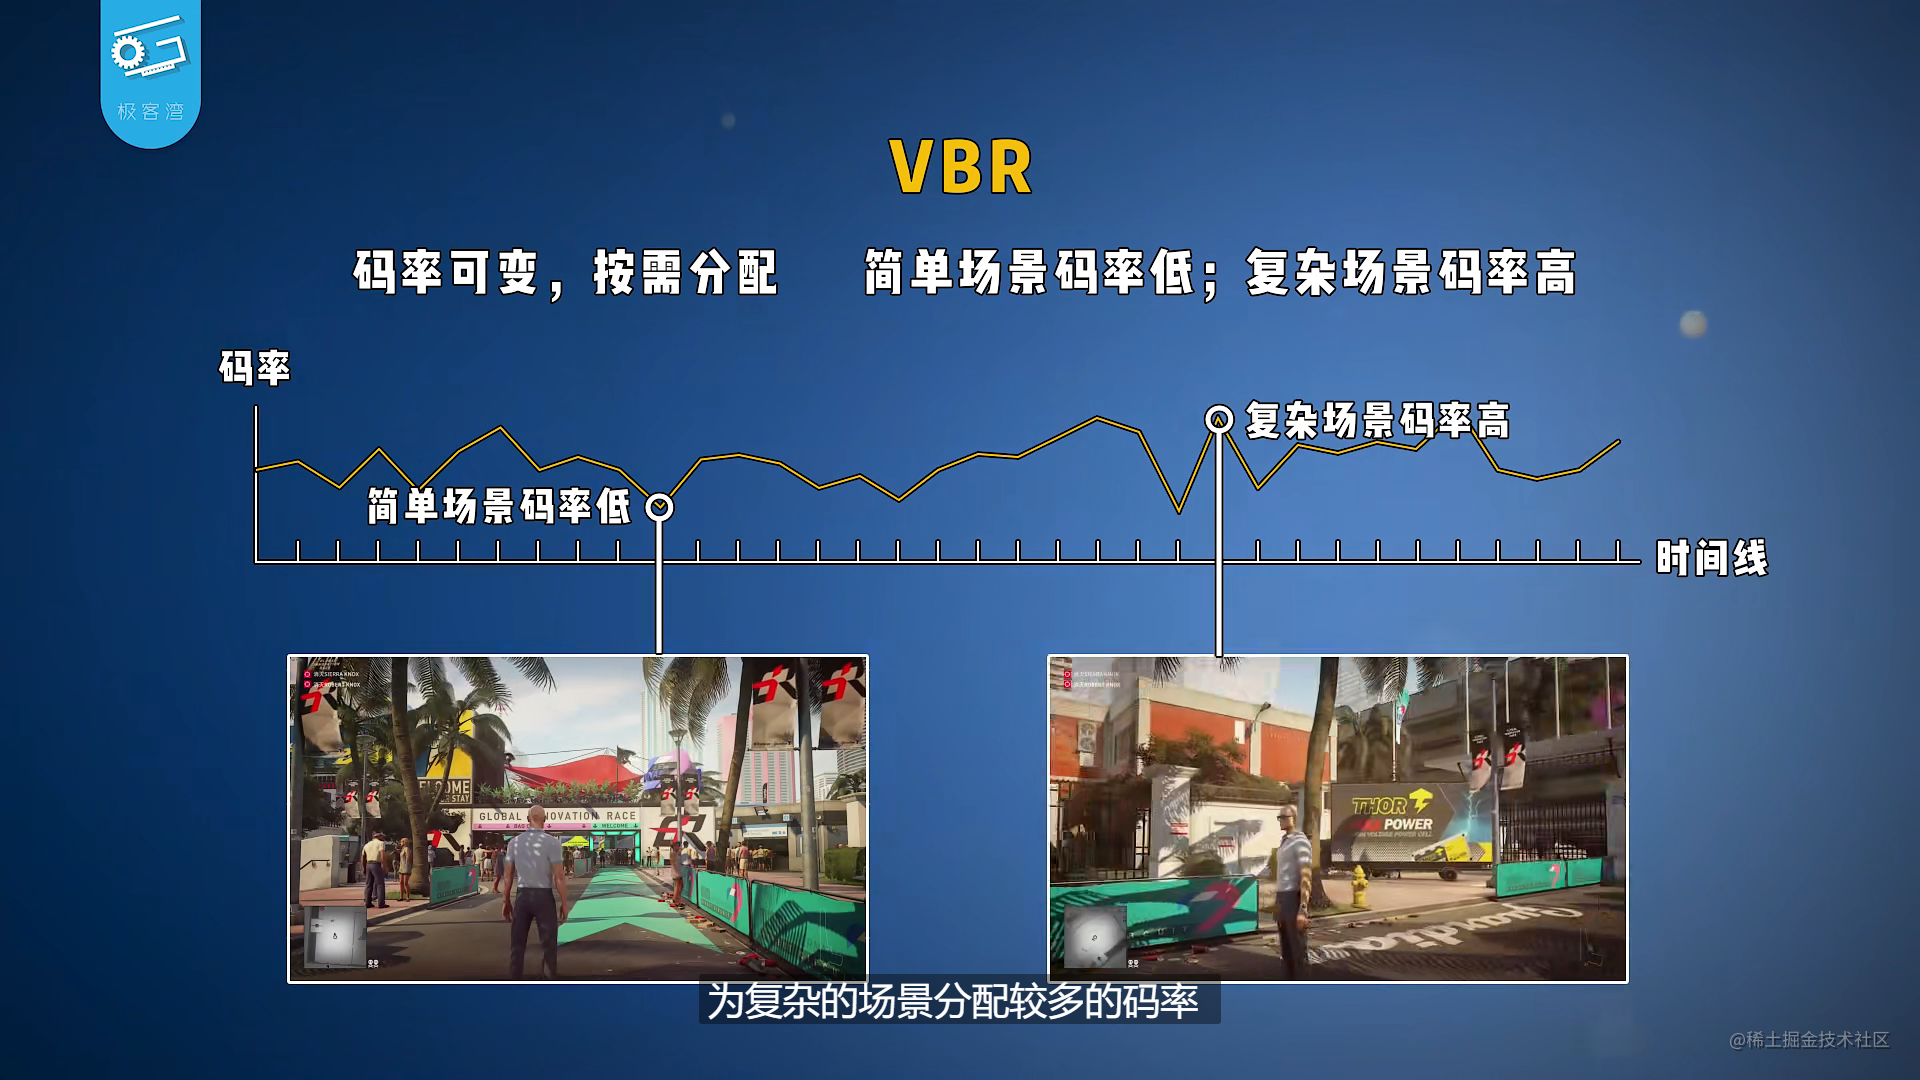 极客湾
VBR
码率可变，按需分配 简单场景码率低；复杂场景码率高
码率
复杂场景码率高
简单场景码率低
时间线
GLOBAL
OVATION RACE
WELCOME
THOR
POWER
为复杂的场景分配较多的码率
@稀土掘金技术社区